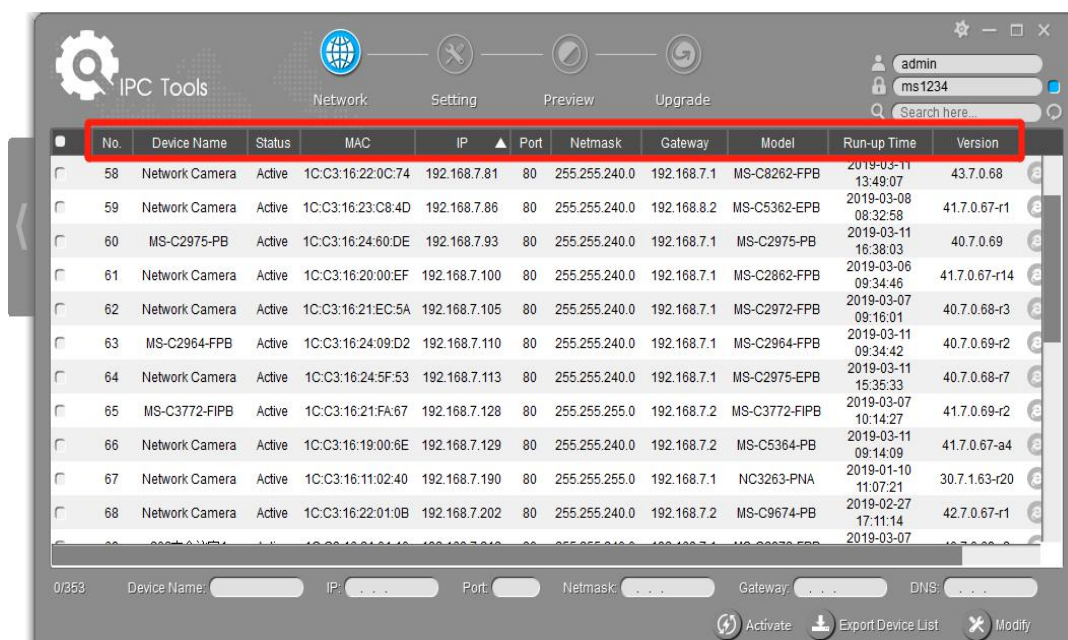 IPC Tools
Network Setting Preview Upgrade
admin
ms1234
Search here...
No. Device Name Status MAC IP ▲ Port Netmask Gateway Model Run-up Time Version
58 Network Camera Active 1C:C3:16:22:0C:74 192.168.7.81 80 255.255.240.0 192.168.7.1 MS-C8262-FPB 2019-03-11 13:49:07 43.7.0.68
59 Network Camera Active 1C:C3:16:23:C8:4D 192.168.7.86 80 255.255.240.0 192.168.8.2 MS-C5362-EPB 2019-03-08 08:32:58 41.7.0.67-r1
60 MS-C2975-PB Active 1C:C3:16:24:60:DE 192.168.7.93 80 255.255.240.0 192.168.7.1 MS-C2975-PB 2019-03-11 16:38:03 40.7.0.69
61 Network Camera Active 1C:C3:16:20:00:EF 192.168.7.100 80 255.255.240.0 192.168.7.1 MS-C2862-FPB 2019-03-06 09:34:46 41.7.0.67-r14
62 Network Camera Active 1C:C3:16:21:EC:5A 192.168.7.105 80 255.255.240.0 192.168.7.1 MS-C2972-FPB 2019-03-07 09:16:01 40.7.0.68-r3
63 MS-C2964-FPB Active 1C:C3:16:24:09:D2 192.168.7.110 80 255.255.240.0 192.168.7.1 MS-C2964-FPB 2019-03-11 09:34:42 40.7.0.69-r2
64 Network Camera Active 1C:C3:16:24:5F:53 192.168.7.113 80 255.255.240.0 192.168.7.1 MS-C2975-EPB 2019-03-11 15:35:33 40.7.0.68-r7
65 MS-C3772-FIPB Active 1C:C3:16:21:FA:67 192.168.7.128 80 255.255.255.0 192.168.7.2 MS-C3772-FIPB 2019-03-07 10:14:27 41.7.0.69-r2
66 Network Camera Active 1C:C3:16:19:00:6E 192.168.7.129 80 255.255.240.0 192.168.7.2 MS-C5364-PB 2019-03-11 09:14:09 41.7.0.67-a4
67 Network Camera Active 1C:C3:16:11:02:40 192.168.7.190 80 255.255.255.0 192.168.7.1 NC3263-PNA 2019-01-10 11:07:21 30.7.1.63-r20
68 Network Camera Active 1C:C3:16:22:01:0B 192.168.7.202 80 255.255.240.0 192.168.7.2 MS-C9674-PB 2019-02-27 17:11:14 42.7.0.67-r1
2019-03-07
0/353 Device Name: IP: . . . Port: Netmask: . . . Gateway: . . . DNS: . . .
Activate Export Device List Modify